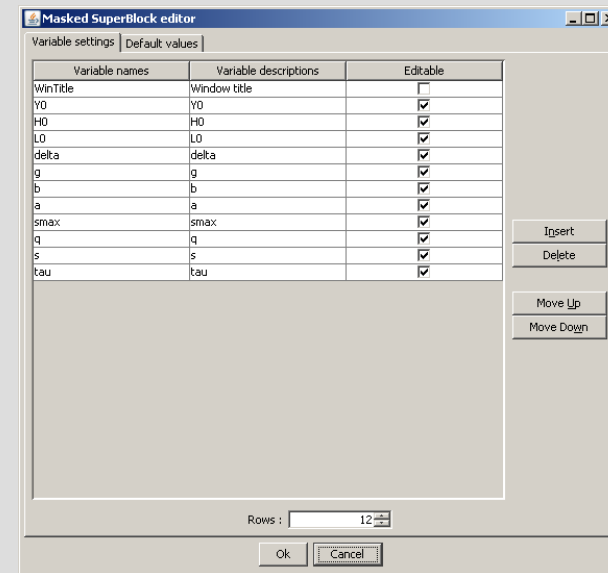 Masked SuperBlock editor
Variable settings Default values
Variable names Variable descriptions Editable
WinTitle Window title
Y0 Y0
H0 H0
L0 L0
delta delta
g g
b b
a a
smax smax
q q
s s
tau tau
Insert
Delete
Move Up
Move Down
Rows : 12
Ok Cancel